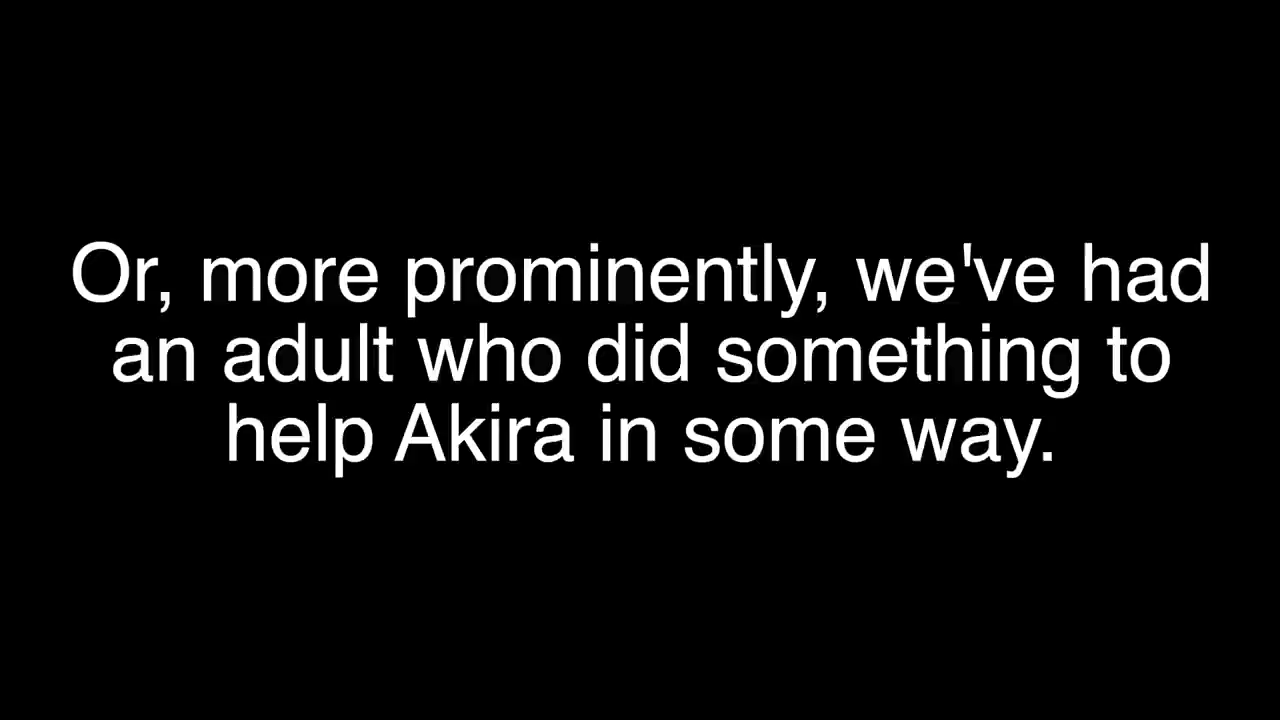 Or, more prominently, we've had
an adult who did something to
help Akira in some way.